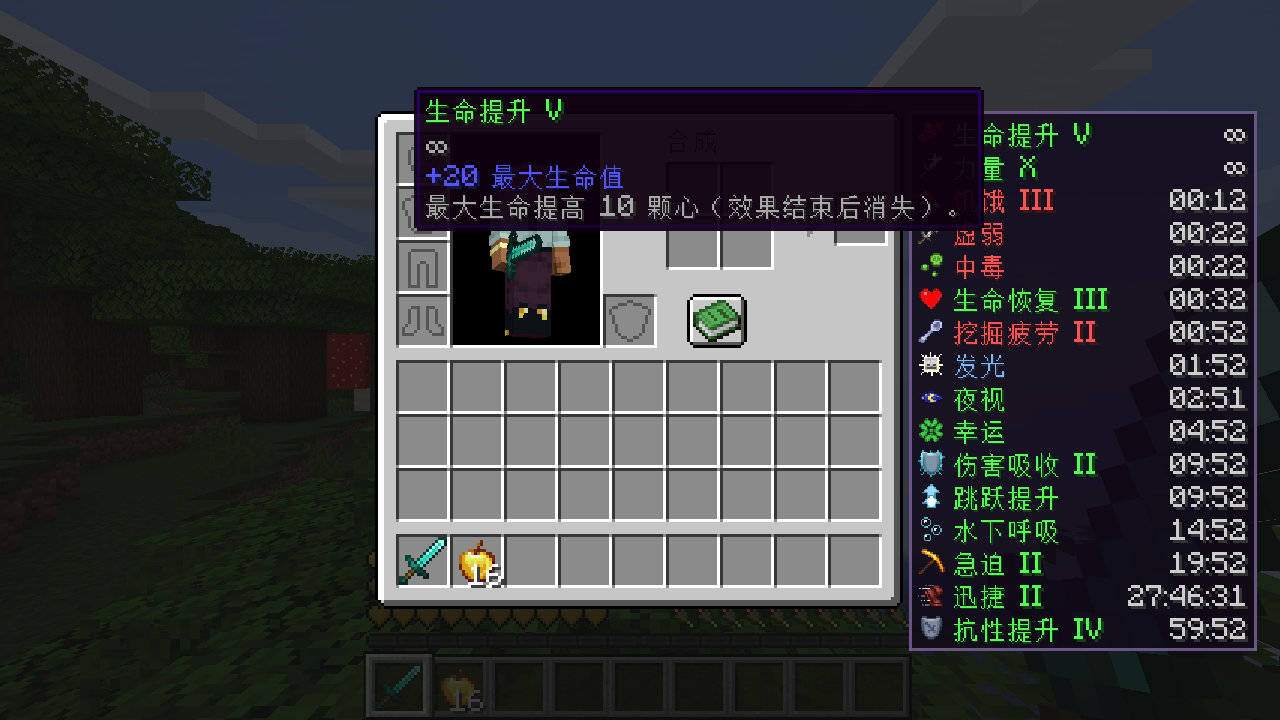 生命提升 V
∞
+20 最大生命值
最大生命提高 10 颗心（效果结束后消失）。
合成
生命提升 V ∞
力量 X ∞
饿 III 00:12
虚弱 00:22
中毒 00:22
生命恢复 III 00:32
挖掘疲劳 II 00:52
发光 01:52
夜视 02:51
幸运 04:52
伤害吸收 II 09:52
跳跃提升 09:52
水下呼吸 14:52
急迫 II 19:52
迅捷 II 27:46:31
抗性提升 IV 59:52
16
16